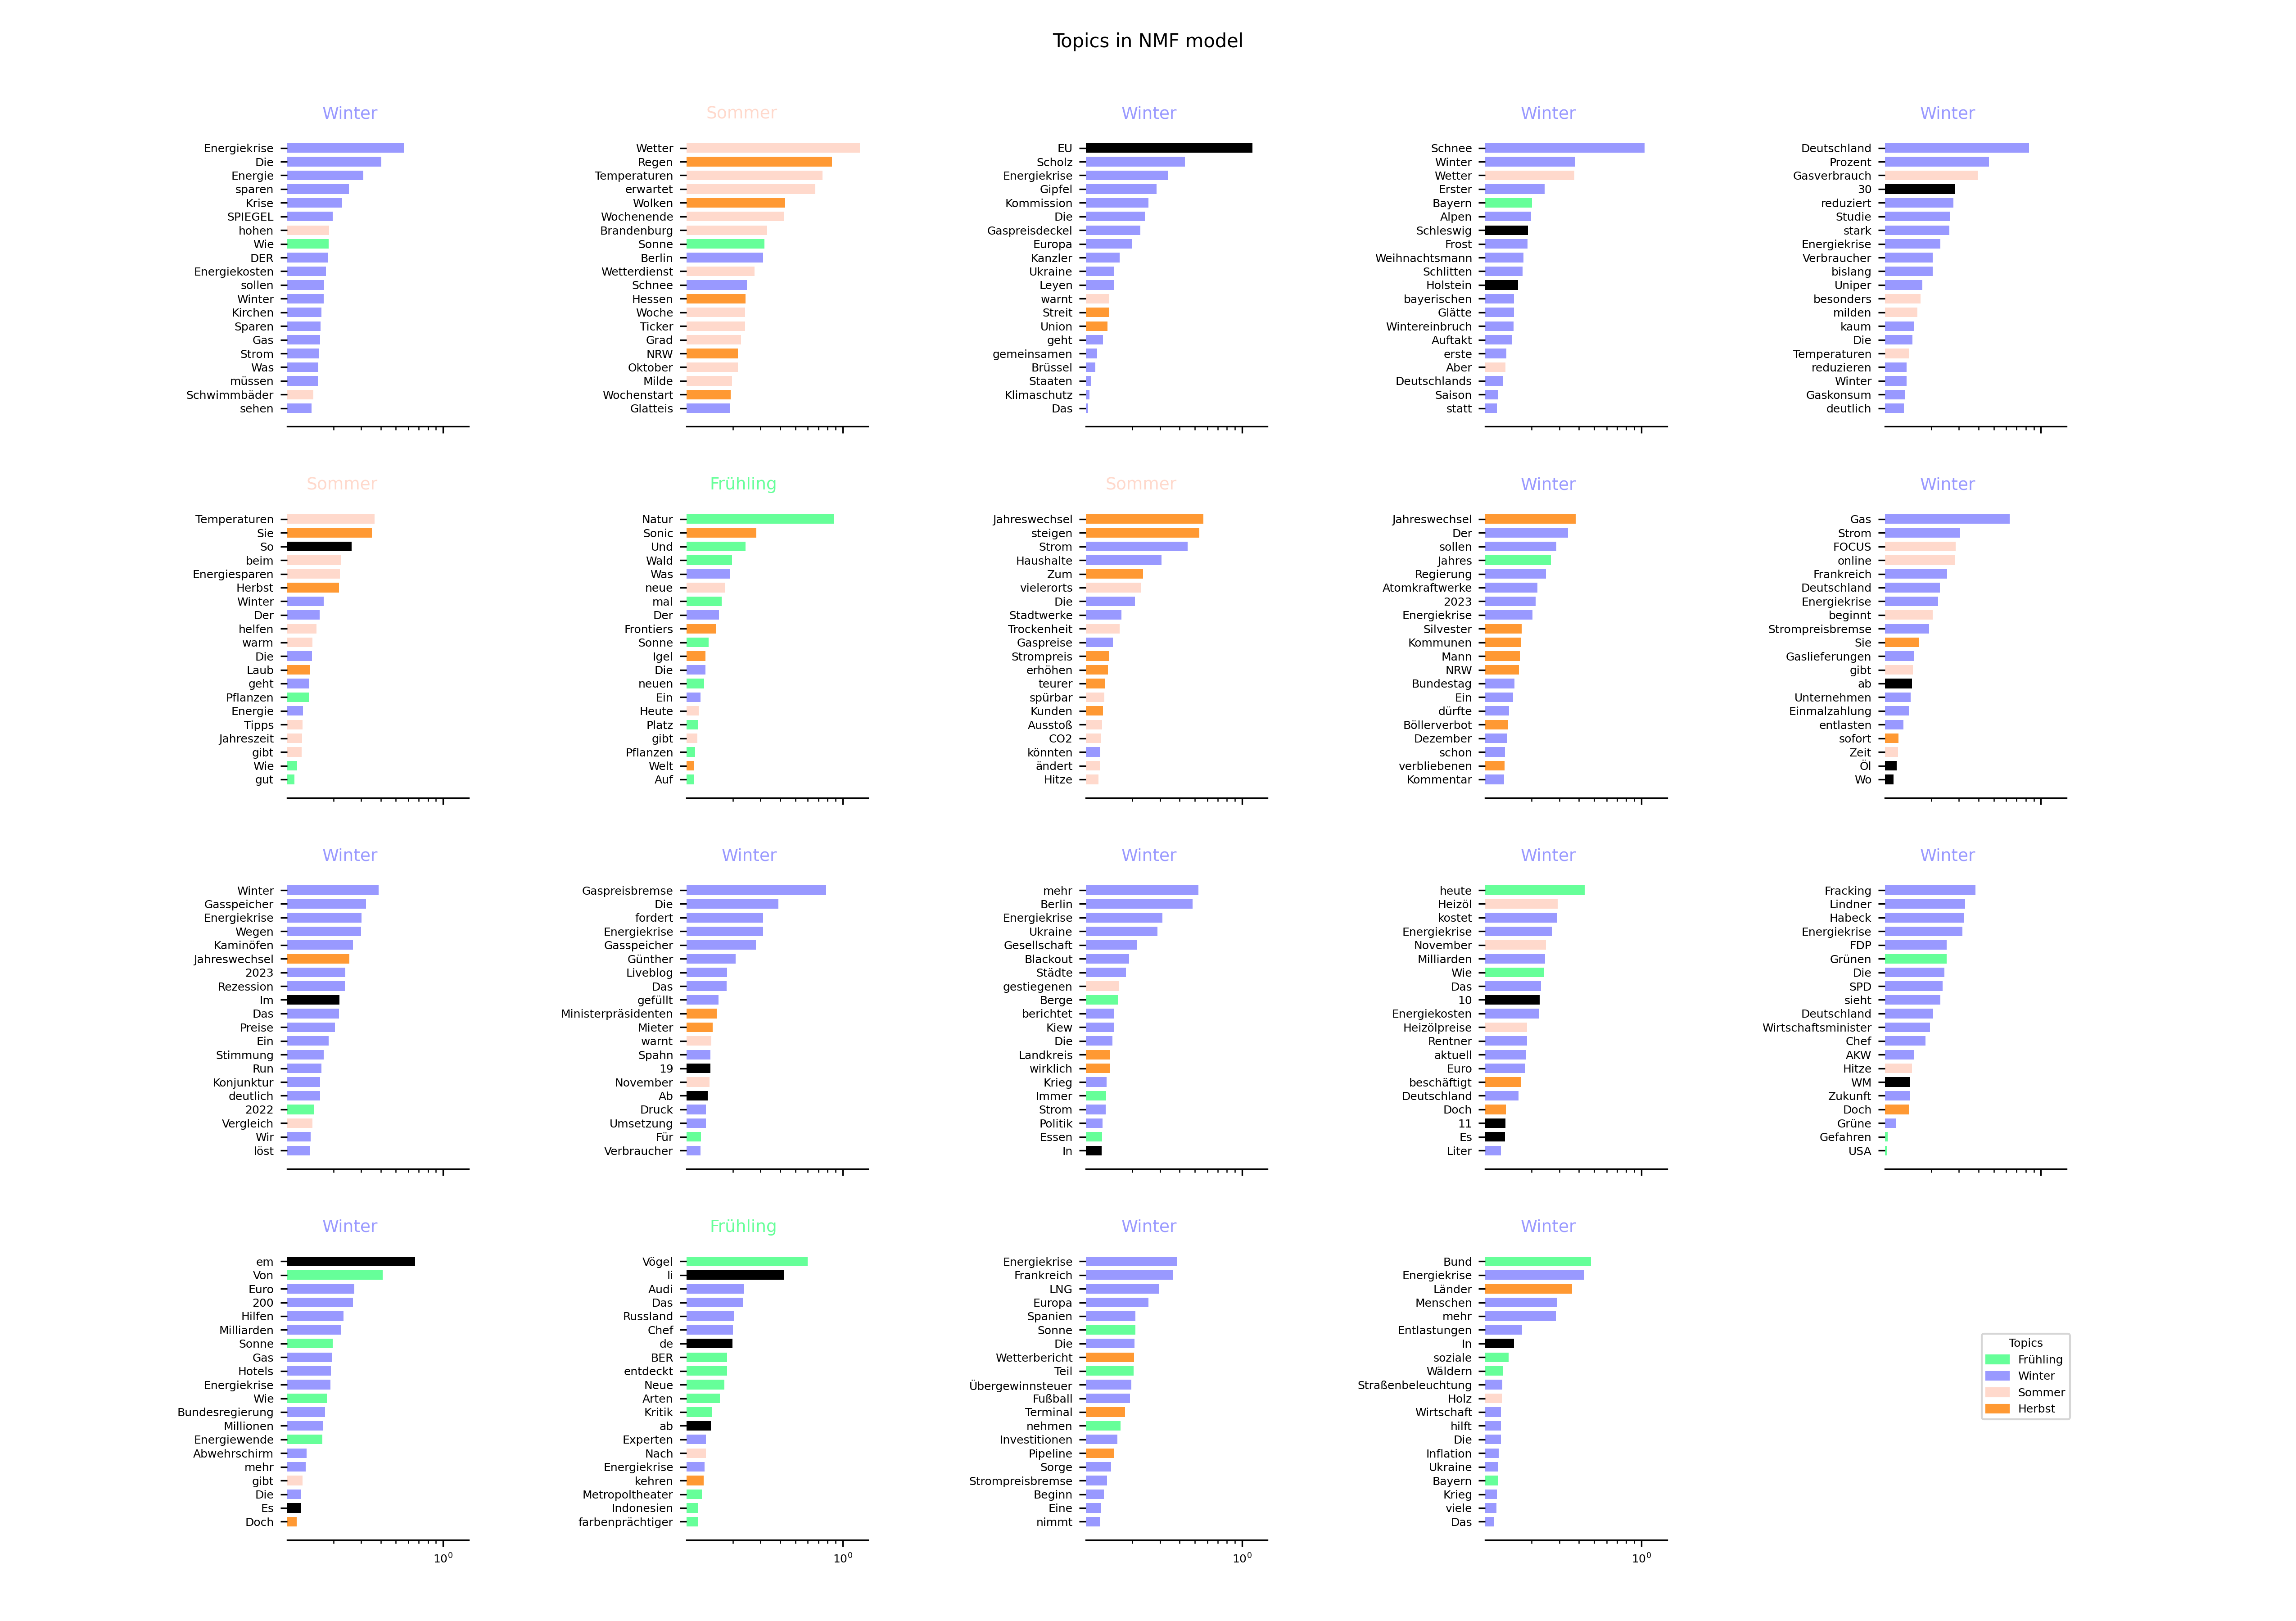 Topics in NMF model
Winter
Energiekrise
Die
Energie
sparen
Krise
SPIEGEL
hohen
Wie
DER
Energiekosten
sollen
Winter
Kirchen
Sparen
Gas
Strom
Was
müssen
Schwimmbäder
sehen
Sommer
Wetter
Regen
Temperaturen
erwartet
Wolken
Wochenende
Brandenburg
Sonne
Berlin
Wetterdienst
Schnee
Hessen
Woche
Ticker
Grad
NRW
Oktober
Milde
Wochenstart
Glatteis
Winter
EU
Scholz
Energiekrise
Gipfel
Kommission
Die
Gaspreisdeckel
Europa
Kanzler
Ukraine
Leyen
warnt
Streit
Union
geht
gemeinsamen
Brüssel
Staaten
Klimaschutz
Das
Winter
Schnee
Winter
Wetter
Erster
Bayern
Alpen
Schleswig
Frost
Weihnachtsmann
Schlitten
Holstein
bayerischen
Glätte
Wintereinbruch
Auftakt
erste
Aber
Deutschlands
Saison
statt
Winter
Deutschland
Prozent
Gasverbrauch
30
reduziert
Studie
stark
Energiekrise
Verbraucher
bislang
Uniper
besonders
milden
kaum
Die
Temperaturen
reduzieren
Winter
Gaskonsum
deutlich
Sommer
Temperaturen
Sie
So
beim
Energiesparen
Herbst
Winter
Der
helfen
warm
Die
Laub
geht
Pflanzen
Energie
Tipps
Jahreszeit
gibt
Wie
gut
Frühling
Natur
Sonic
Und
Wald
Was
neue
mal
Der
Frontiers
Sonne
Igel
Die
neuen
Ein
Heute
Platz
gibt
Pflanzen
Welt
Auf
Sommer
Jahreswechsel
steigen
Strom
Haushalte
Zum
vielerorts
Die
Stadtwerke
Trockenheit
Gaspreise
Strompreis
erhöhen
teurer
spürbar
Kunden
Ausstoß
CO2
könnten
ändert
Hitze
Winter
Jahreswechsel
Der
sollen
Jahres
Regierung
Atomkraftwerke
2023
Energiekrise
Silvester
Kommunen
Mann
NRW
Bundestag
Ein
dürfte
Böllerverbot
Dezember
schon
verbliebenen
Kommentar
Winter
Gas
Strom
FOCUS
online
Frankreich
Deutschland
Energiekrise
beginnt
Strompreisbremse
Sie
Gaslieferungen
gibt
ab
Unternehmen
Einmalzahlung
entlasten
sofort
Zeit
Öl
Wo
Winter
Winter
Gasspeicher
Energiekrise
Wegen
Kaminöfen
Jahreswechsel
2023
Rezession
Im
Das
Preise
Ein
Stimmung
Run
Konjunktur
deutlich
2022
Vergleich
Wir
löst
Winter
Gaspreisbremse
Die
fordert
Energiekrise
Gasspeicher
Günther
Liveblog
Das
gefüllt
Ministerpräsidenten
Mieter
warnt
Spahn
19
November
Ab
Druck
Umsetzung
Für
Verbraucher
Winter
mehr
Berlin
Energiekrise
Ukraine
Gesellschaft
Blackout
Städte
gestiegenen
Berge
berichtet
Kiew
Die
Landkreis
wirklich
Krieg
Immer
Strom
Politik
Essen
In
Winter
heute
Heizöl
kostet
Energiekrise
November
Milliarden
Wie
Das
10
Energiekosten
Heizölpreise
Rentner
aktuell
Euro
beschäftigt
Deutschland
Doch
11
Es
Liter
Winter
Fracking
Lindner
Habeck
Energiekrise
FDP
Grünen
Die
SPD
sieht
Deutschland
Wirtschaftsminister
Chef
AKW
Hitze
WM
Zukunft
Doch
Grüne
Gefahren
USA
Winter
em
Von
Euro
200
Hilfen
Milliarden
Sonne
Gas
Hotels
Energiekrise
Wie
Bundesregierung
Millionen
Energiewende
Abwehrschirm
mehr
gibt
Die
Es
Doch
10⁰
Frühling
Vögel
li
Audi
Das
Russland
Chef
de
BER
entdeckt
Neue
Arten
Kritik
ab
Experten
Nach
Energiekrise
kehren
Metropoltheater
Indonesien
farbenprächtiger
10⁰
Winter
Energiekrise
Frankreich
LNG
Europa
Spanien
Sonne
Die
Wetterbericht
Teil
Übergewinnsteuer
Fußball
Terminal
nehmen
Investitionen
Pipeline
Sorge
Strompreisbremse
Beginn
Eine
nimmt
10⁰
Winter
Bund
Energiekrise
Länder
Menschen
mehr
Entlastungen
In
soziale
Wäldern
Straßenbeleuchtung
Holz
Wirtschaft
hilft
Die
Inflation
Ukraine
Bayern
Krieg
viele
Das
10⁰
Topics
Frühling
Winter
Sommer
Herbst